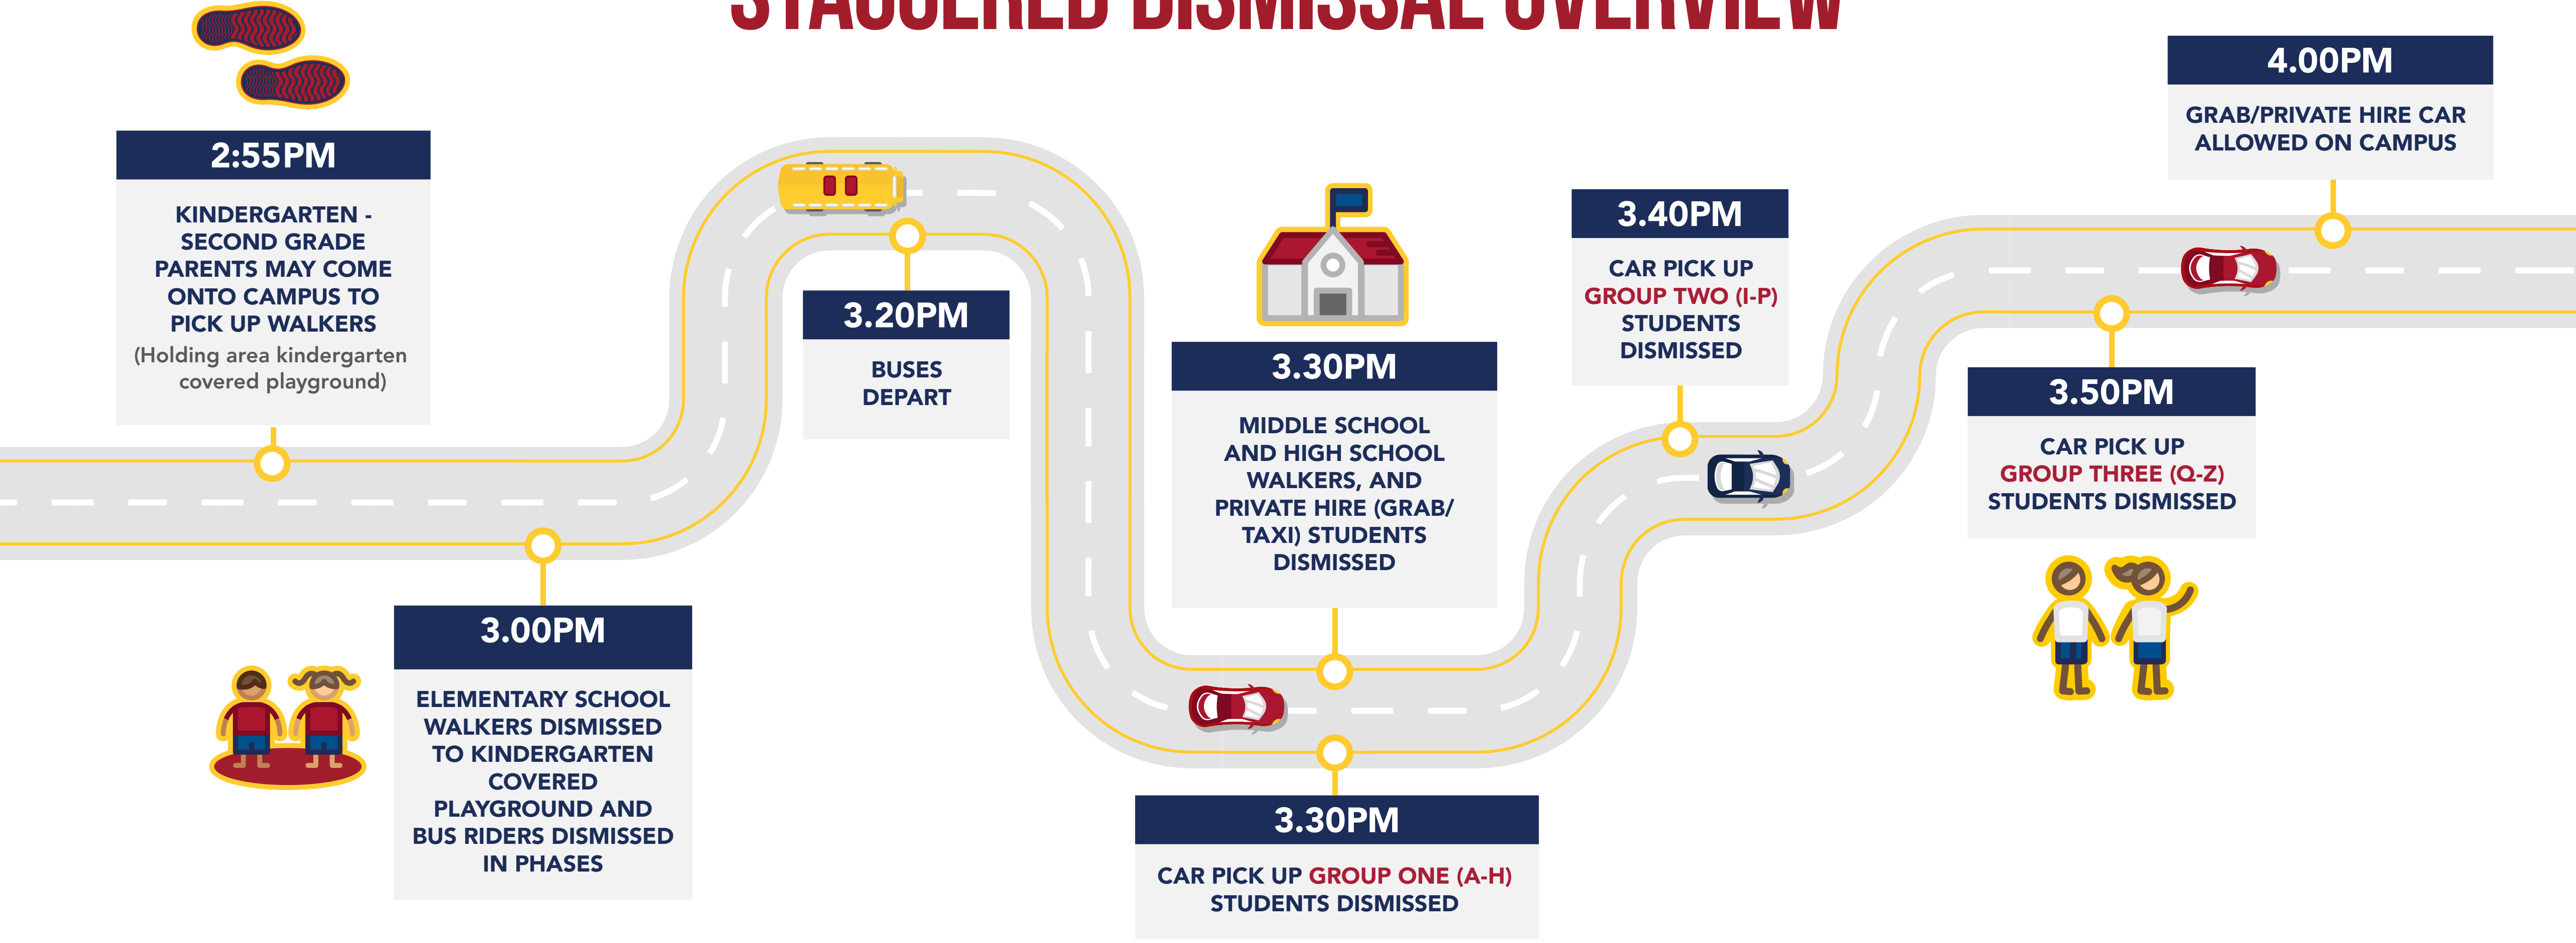 STAGGERED DISMISSAL OVERVIEW
2:55PM
KINDERGARTEN -
SECOND GRADE
PARENTS MAY COME
ONTO CAMPUS TO
PICK UP WALKERS
(Holding area kindergarten
covered playground)
3.00PM
ELEMENTARY SCHOOL
WALKERS DISMISSED
TO KINDERGARTEN
COVERED
PLAYGROUND AND
BUS RIDERS DISMISSED
IN PHASES
3.20PM
BUSES
DEPART
3.30PM
MIDDLE SCHOOL
AND HIGH SCHOOL
WALKERS, AND
PRIVATE HIRE (GRAB/
TAXI) STUDENTS
DISMISSED
3.30PM
CAR PICK UP GROUP ONE (A-H)
STUDENTS DISMISSED
3.40PM
CAR PICK UP
GROUP TWO (I-P)
STUDENTS
DISMISSED
3.50PM
CAR PICK UP
GROUP THREE (Q-Z)
STUDENTS DISMISSED
4.00PM
GRAB/PRIVATE HIRE CAR
ALLOWED ON CAMPUS